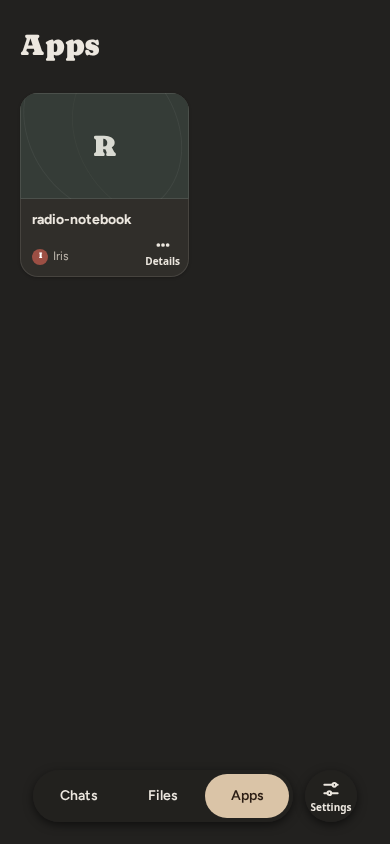 Apps
R
radio-notebook
I
Iris
Details
Chats
Files
Apps
Settings